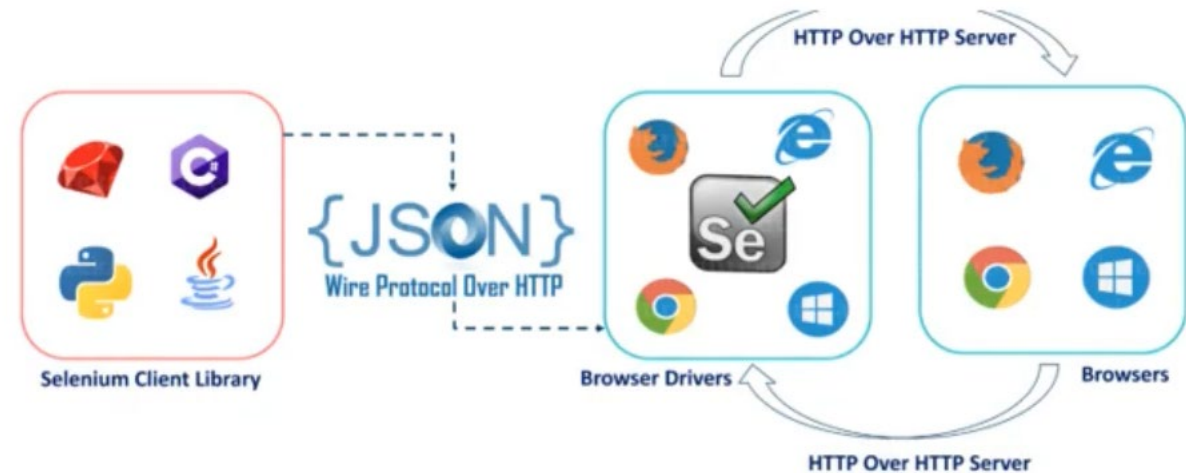 HTTP Over HTTP Server
C#
Se
{JSON}
Wire Protocol Over HTTP
Selenium Client Library
Browser Drivers
Browsers
HTTP Over HTTP Server